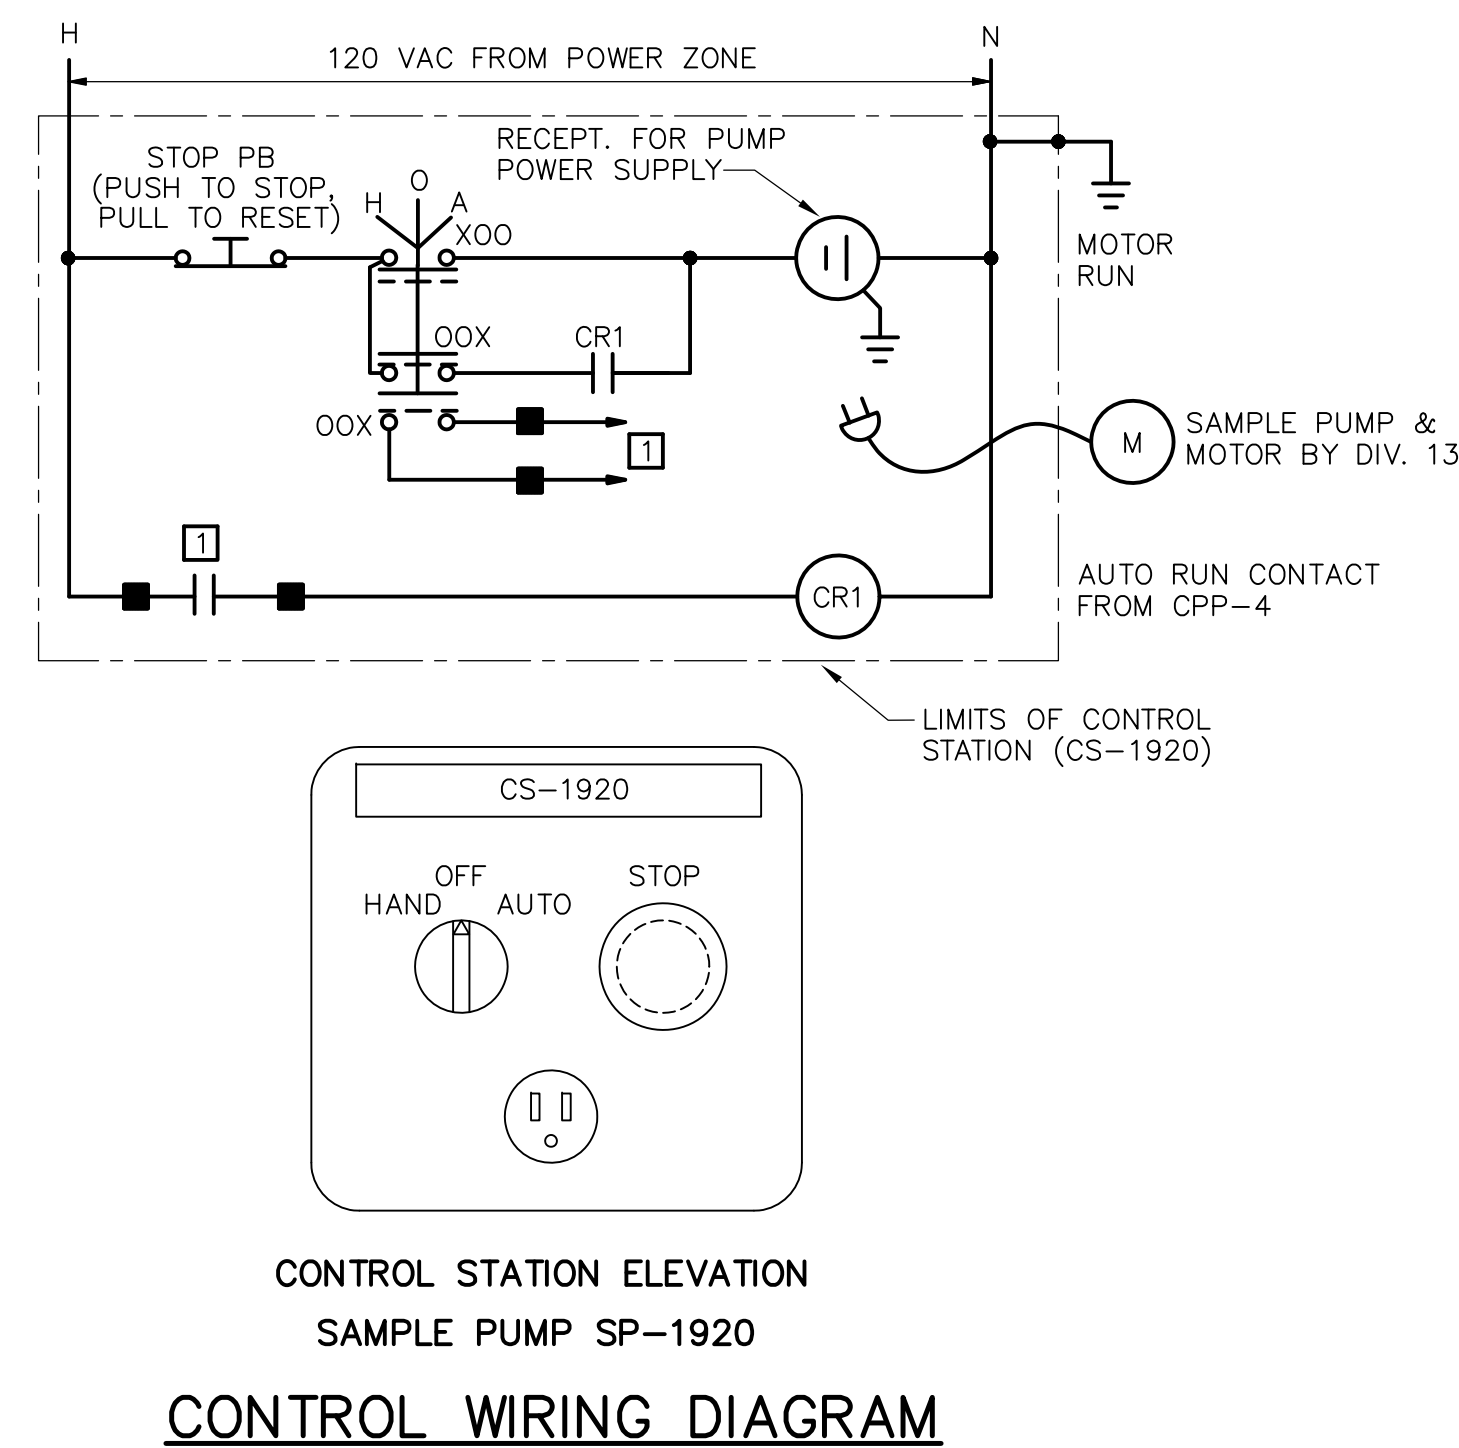 H
N
120 VAC FROM POWER ZONE
RECEPT. FOR PUMP
POWER SUPPLY
STOP PB
(PUSH TO STOP,
PULL TO RESET)
H
O
A
XOO
MOTOR
RUN
OOX
CR1
OOX
1
M
SAMPLE PUMP &
MOTOR BY DIV. 13
1
CR1
AUTO RUN CONTACT
FROM CPP-4
LIMITS OF CONTROL
STATION (CS-1920)
CS-1920
OFF
HAND
AUTO
STOP
CONTROL STATION ELEVATION
SAMPLE PUMP SP-1920
CONTROL WIRING DIAGRAM